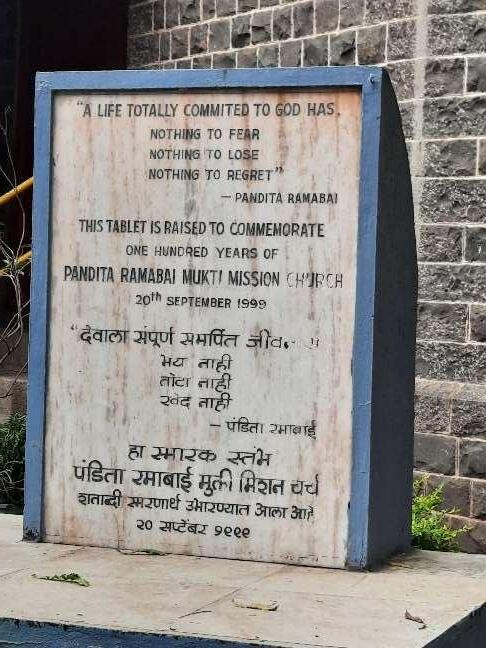 "A LIFE TOTALLY COMMITED TO GOD HAS,
NOTHING TO FEAR
NOTHING TO LOSE
NOTHING TO REGRET"
— PANDITA RAMABAI
THIS TABLET IS RAISED TO COMMEMORATE
ONE HUNDRED YEARS OF
PANDITA RAMABAI MUKTI MISSION CHURCH
20th SEPTEMBER 1999
"देवाला संपूर्ण समर्पित
भय नाही
तोटा नाही
खेद नाही
— पंडिता रमाबाई
हा स्मारक स्तंभ
पंडिता रमाबाई मुक्ती मिशन चर्च
शताब्दी स्मरणार्थ उभारण्यात आला आहे
२० सप्टेंबर १९९९